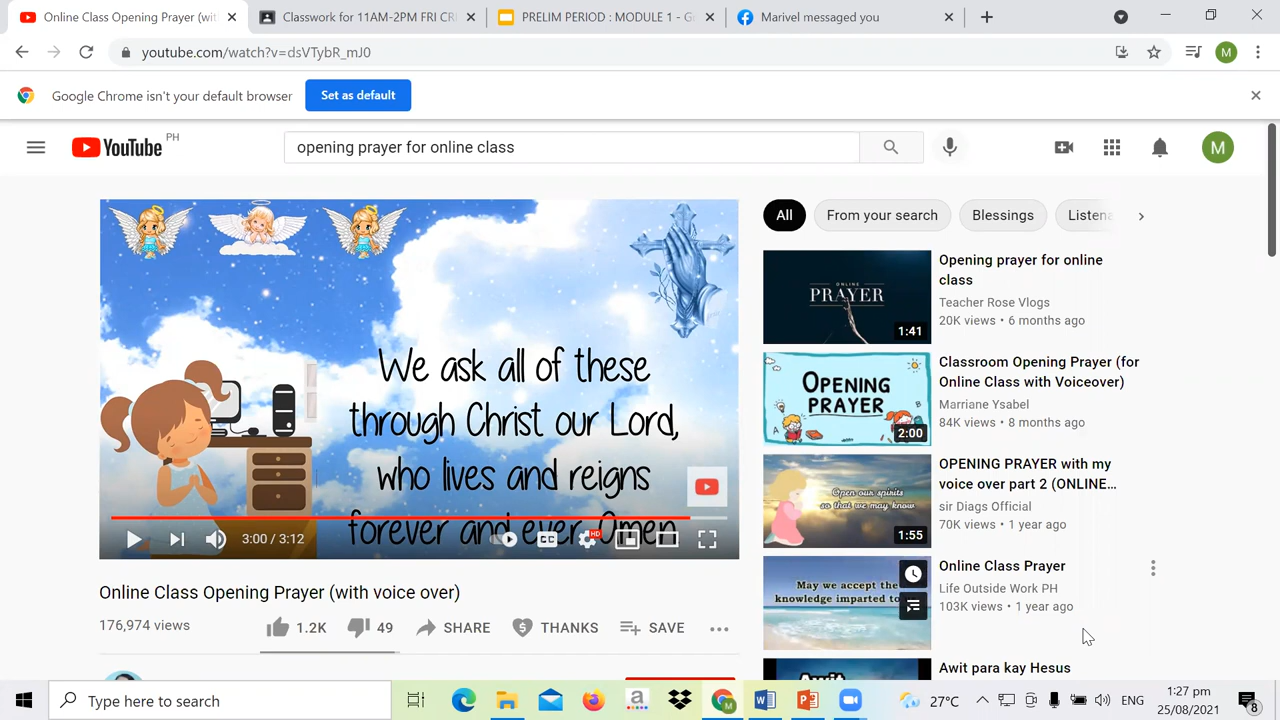 Online Class Opening Prayer (wit
Classwork for 11AM-2PM FRI CR
PRELIM PERIOD : MODULE 1 - G
Marivel messaged you
youtube.com/watch?v=dsVTybR_mJ0
M
Google Chrome isn't your default browser
Set as default
YouTube PH
opening prayer for online class
M
We ask all of these
through Christ our Lord,
who lives and reigns
forever and ever. Omen
HD
3:00 / 3:12
Online Class Opening Prayer (with voice over)
176,974 views
1.2K
49
SHARE
THANKS
SAVE
All
From your search
Blessings
Listena
ONLINE
PRAYER
1:41
Opening prayer for online
class
Teacher Rose Vlogs
20K views • 6 months ago
OPENING
PRAYER
2:00
Classroom Opening Prayer (for
Online Class with Voiceover)
Marriane Ysabel
84K views • 8 months ago
Open our spirits
so that we may know
1:55
OPENING PRAYER with my
voice over part 2 (ONLINE...
sir Diags Official
70K views • 1 year ago
May we accept the
knowledge imparted to
Online Class Prayer
Life Outside Work PH
103K views • 1 year ago
Awit
Awit para kay Hesus
Type here to search
27°C
ENG
1:27 pm
25/08/2021
8